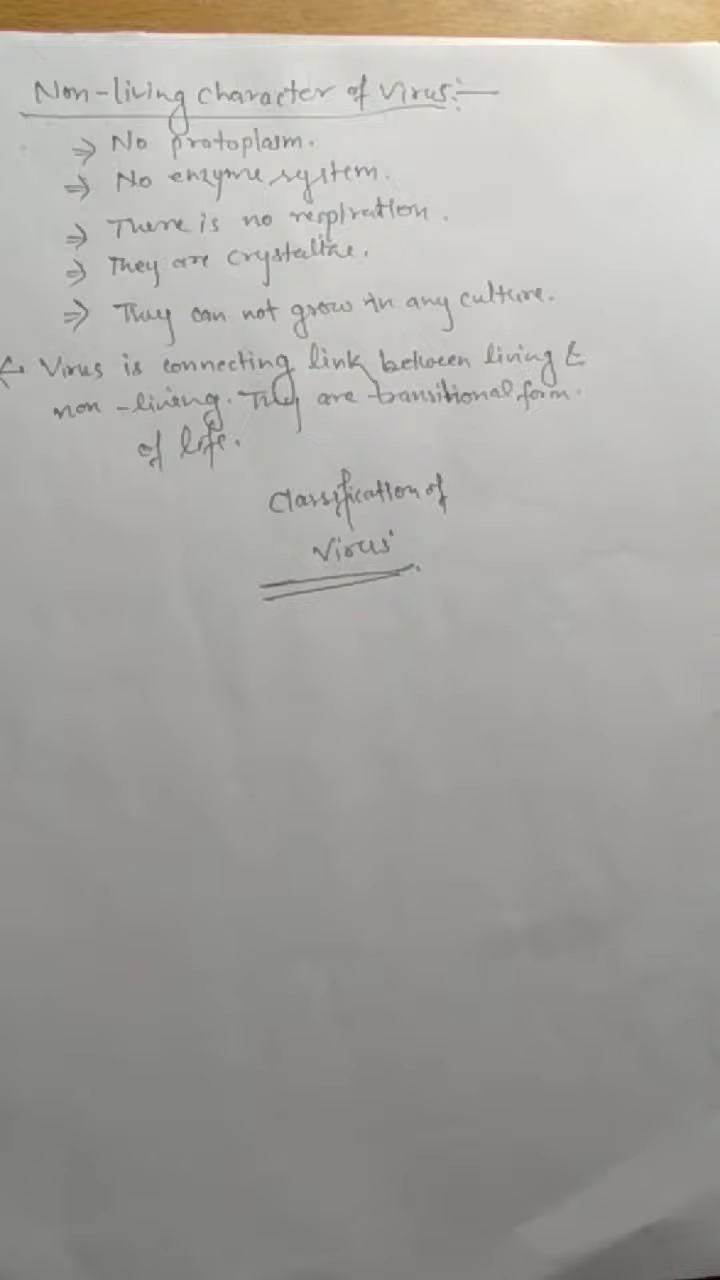 Non-living character of Virus:-
⇒ No protoplasm.
⇒ No enzyme system.
⇒ There is no respiration.
⇒ They are crystalline.
⇒ They can not grow in any culture.
Virus is connecting link between living &
non-living. They are transitional form
of life.
Classification of
Virus